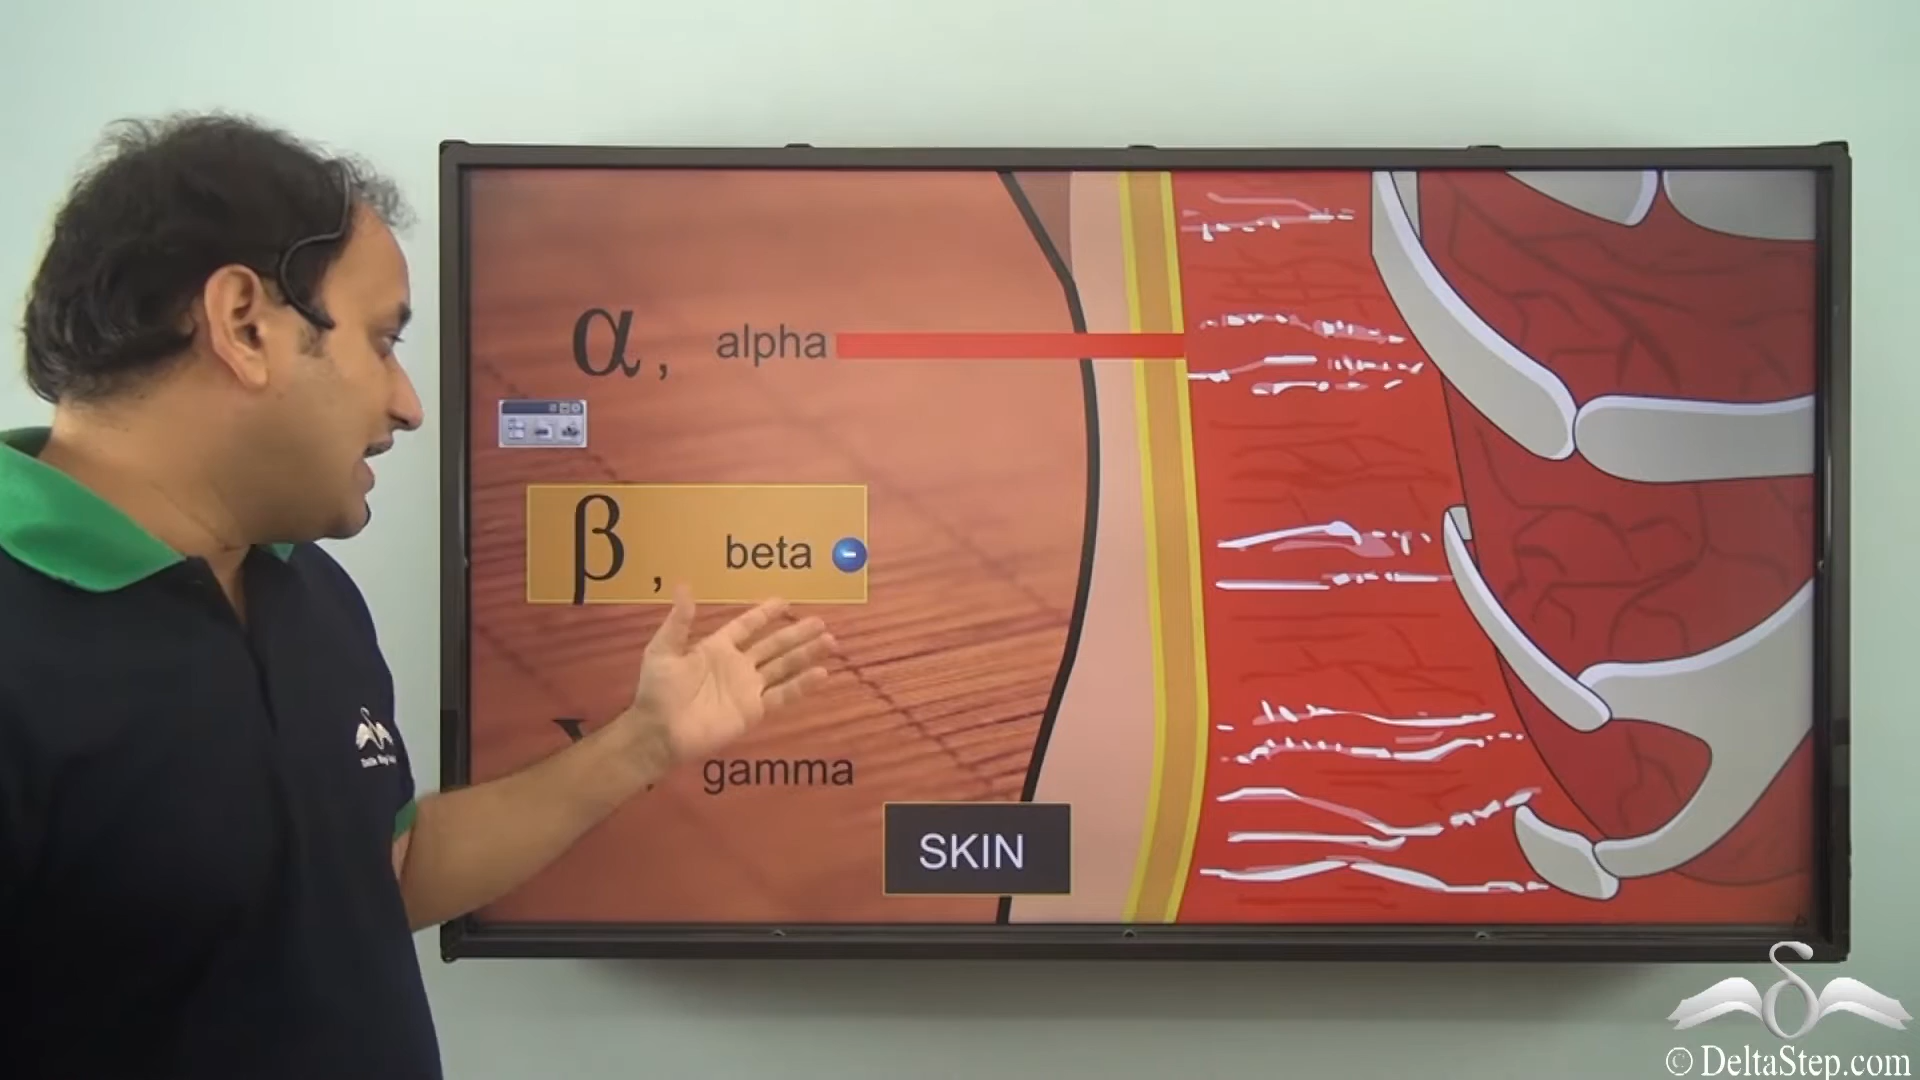 α, alpha
β, beta
-
gamma
SKIN
© DeltaStep.com